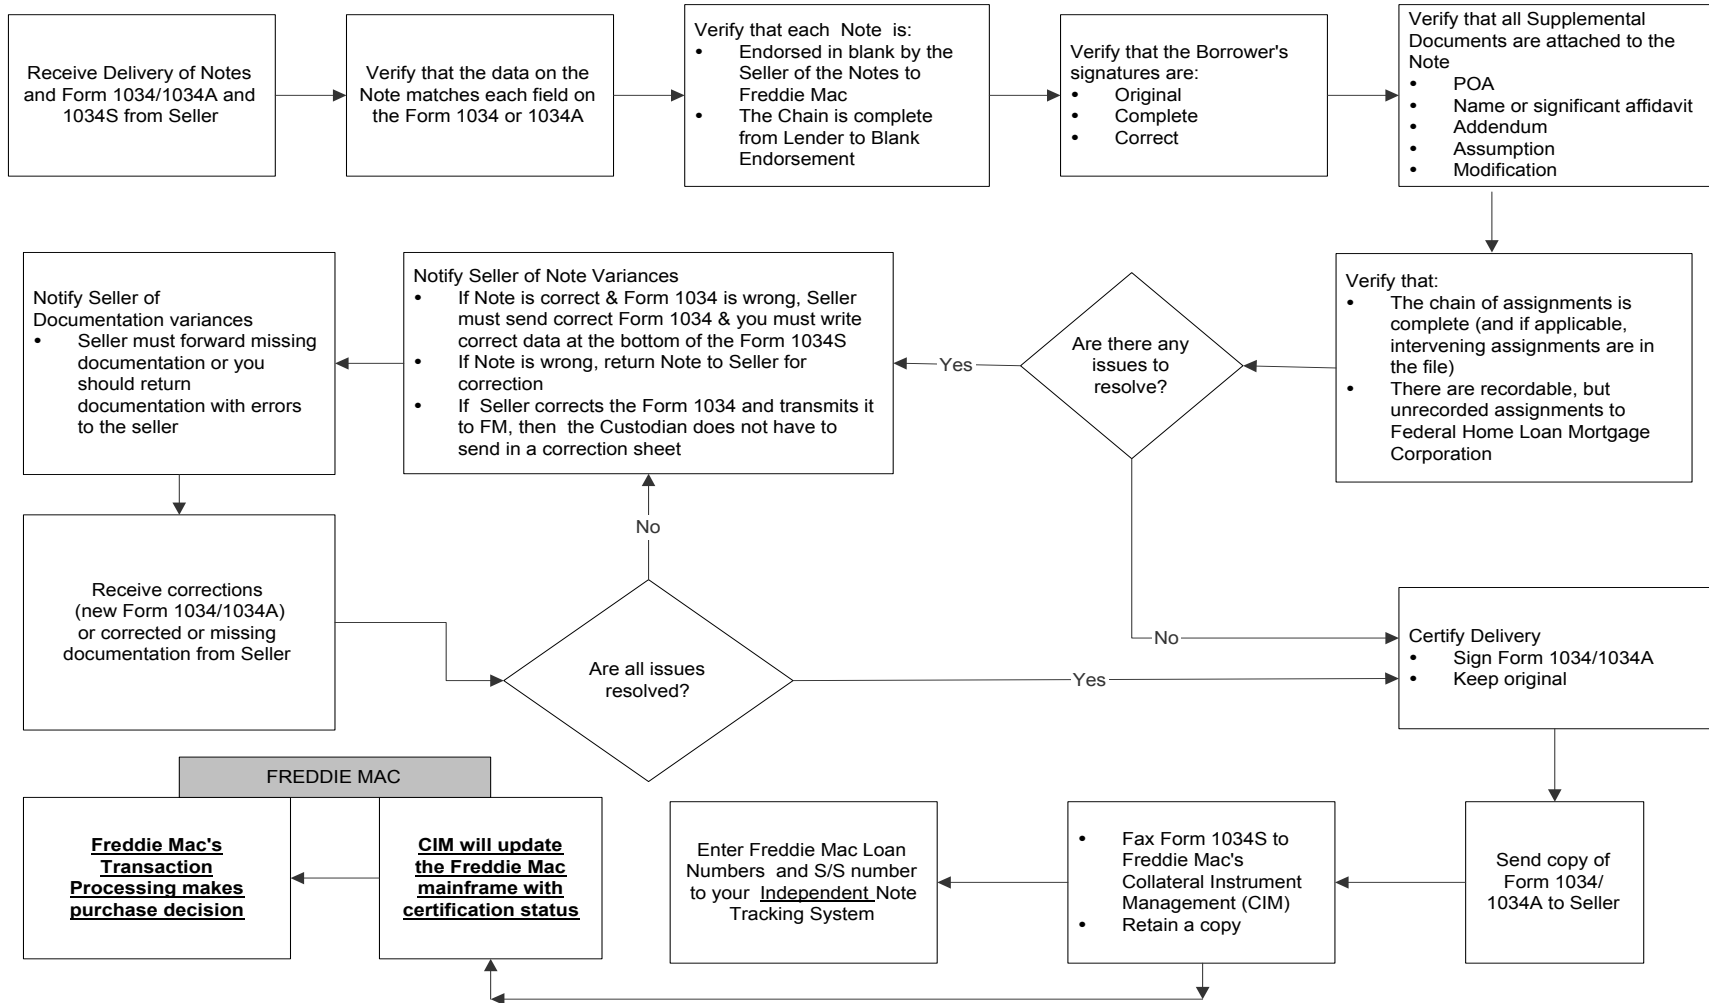 Receive Delivery of Notes
and Form 1034/1034A and
1034S from Seller
Verify that the data on the
Note matches each field on
the Form 1034 or 1034A
Verify that each Note is:
• Endorsed in blank by the
Seller of the Notes to
Freddie Mac
• The Chain is complete
from Lender to Blank
Endorsement
Verify that the Borrower's
signatures are:
• Original
• Complete
• Correct
Verify that all Supplemental
Documents are attached to the
Note
• POA
• Name or significant affidavit
• Addendum
• Assumption
• Modification
Verify that:
• The chain of assignments is
complete (and if applicable,
intervening assignments are in
the file)
• There are recordable, but
unrecorded assignments to
Federal Home Loan Mortgage
Corporation
Are there any
issues to
resolve?
Yes
No
Notify Seller of Note Variances
• If Note is correct & Form 1034 is wrong, Seller
must send correct Form 1034 & you must write
correct data at the bottom of the Form 1034S
• If Note is wrong, return Note to Seller for
correction
• If Seller corrects the Form 1034 and transmits it
to FM, then the Custodian does not have to
send in a correction sheet
Notify Seller of
Documentation variances
• Seller must forward missing
documentation or you
should return
documentation with errors
to the seller
Receive corrections
(new Form 1034/1034A)
or corrected or missing
documentation from Seller
Are all issues
resolved?
No
Yes
Certify Delivery
• Sign Form 1034/1034A
• Keep original
Send copy of
Form 1034/
1034A to Seller
• Fax Form 1034S to
Freddie Mac's
Collateral Instrument
Management (CIM)
• Retain a copy
Enter Freddie Mac Loan
Numbers and S/S number
to your Independent Note
Tracking System
FREDDIE MAC
CIM will update
the Freddie Mac
mainframe with
certification status
Freddie Mac's
Transaction
Processing makes
purchase decision